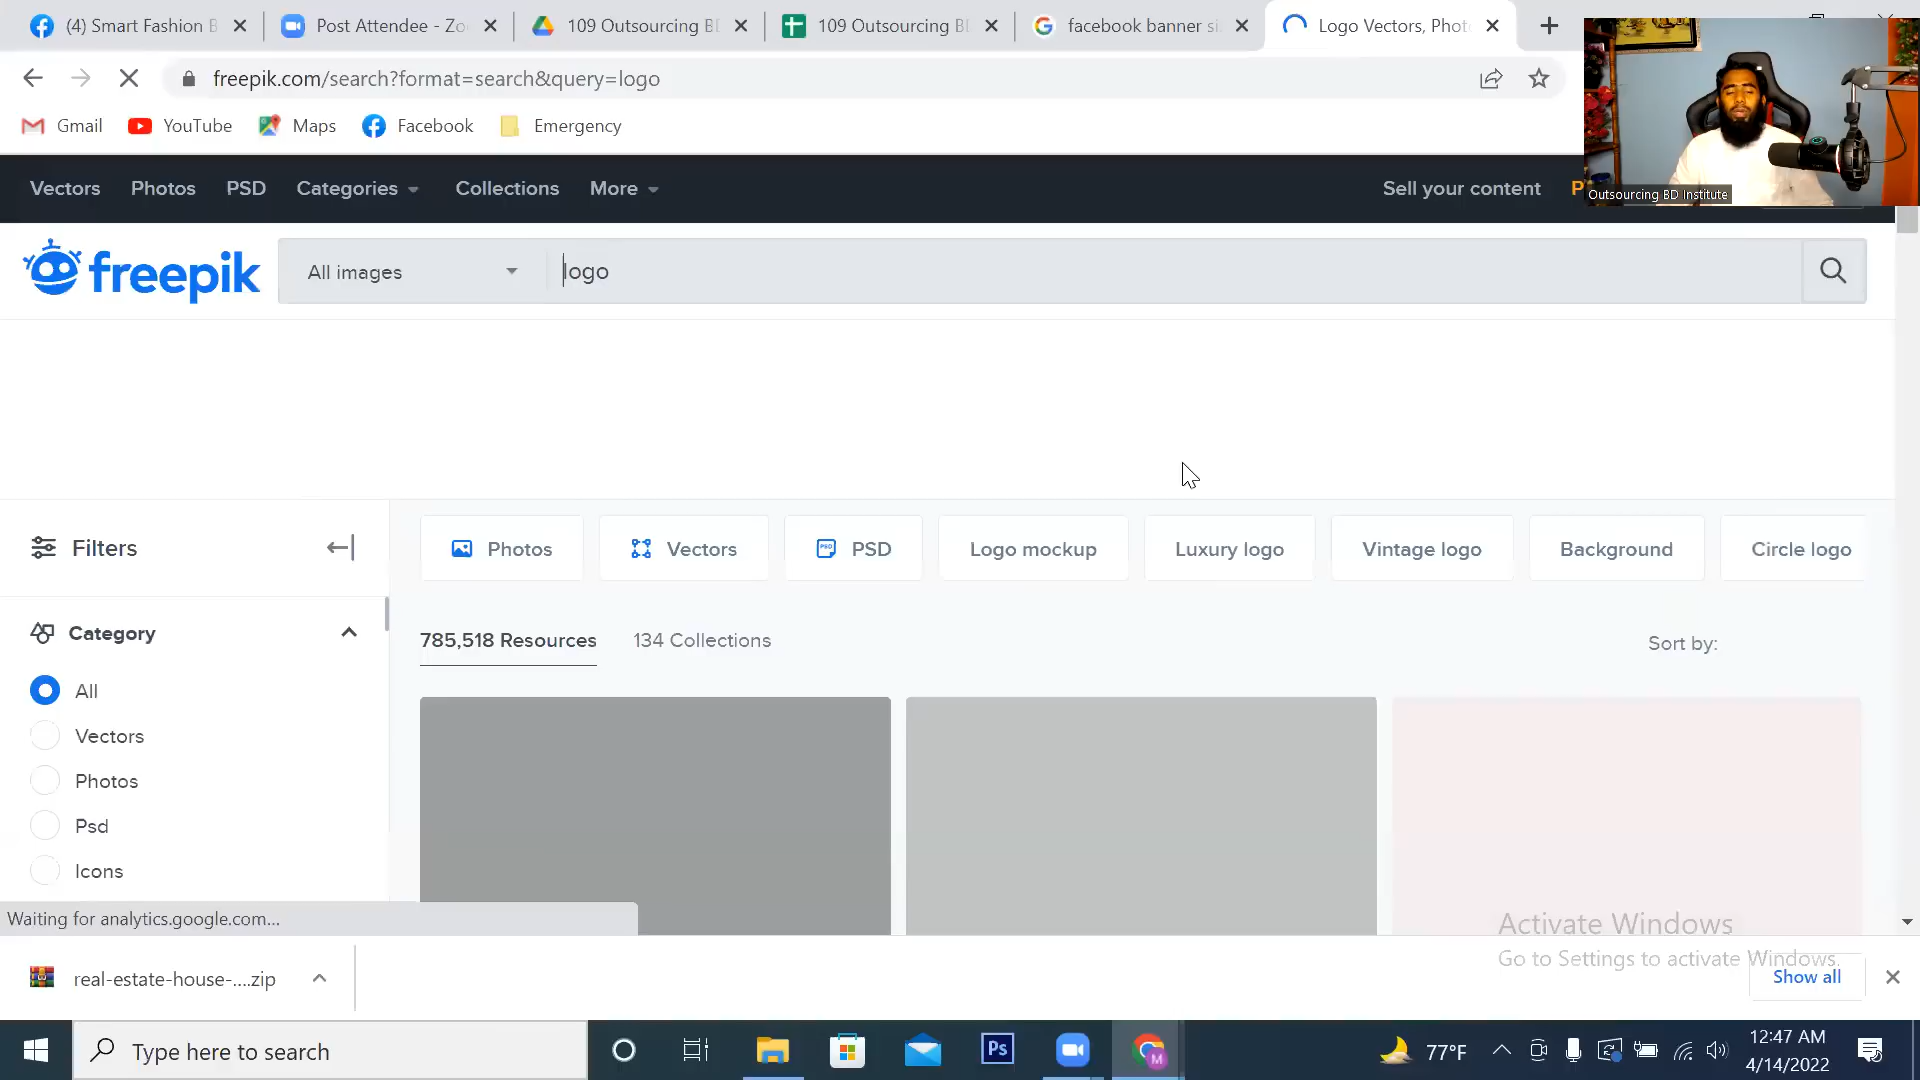 (4) Smart Fashion B
Post Attendee - Zo
109 Outsourcing BD
109 Outsourcing BD
facebook banner si
Logo Vectors, Phot
freepik.com/search?format=search&query=logo
Gmail
YouTube
Maps
Facebook
Emergency
Outsourcing BD Institute
Vectors
Photos
PSD
Categories
Collections
More
Sell your content
P
freepik
All images
logo
Filters
Photos
Vectors
PSD
PSD
Logo mockup
Luxury logo
Vintage logo
Background
Circle logo
Category
785,518 Resources
134 Collections
Sort by:
All
Vectors
Photos
Psd
Icons
Waiting for analytics.google.com...
Activate Windows
Go to Settings to activate Windows.
real-estate-house-....zip
Show all
Type here to search
Ps
M
77°F
12:47 AM
4/14/2022